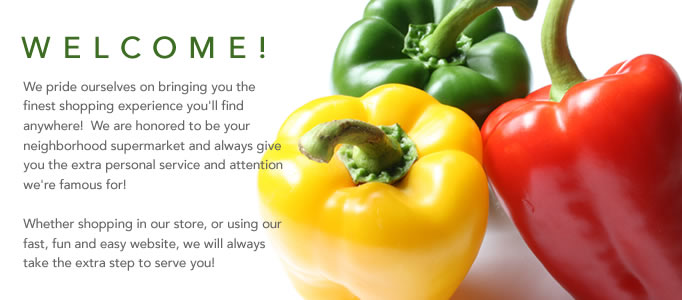 WELCOME!
We pride ourselves on bringing you the
finest shopping experience you'll find
anywhere!  We are honored to be your
neighborhood supermarket and always give
you the extra personal service and attention
we're famous for!
Whether shopping in our store, or using our
fast, fun and easy website, we will always
take the extra step to serve you!